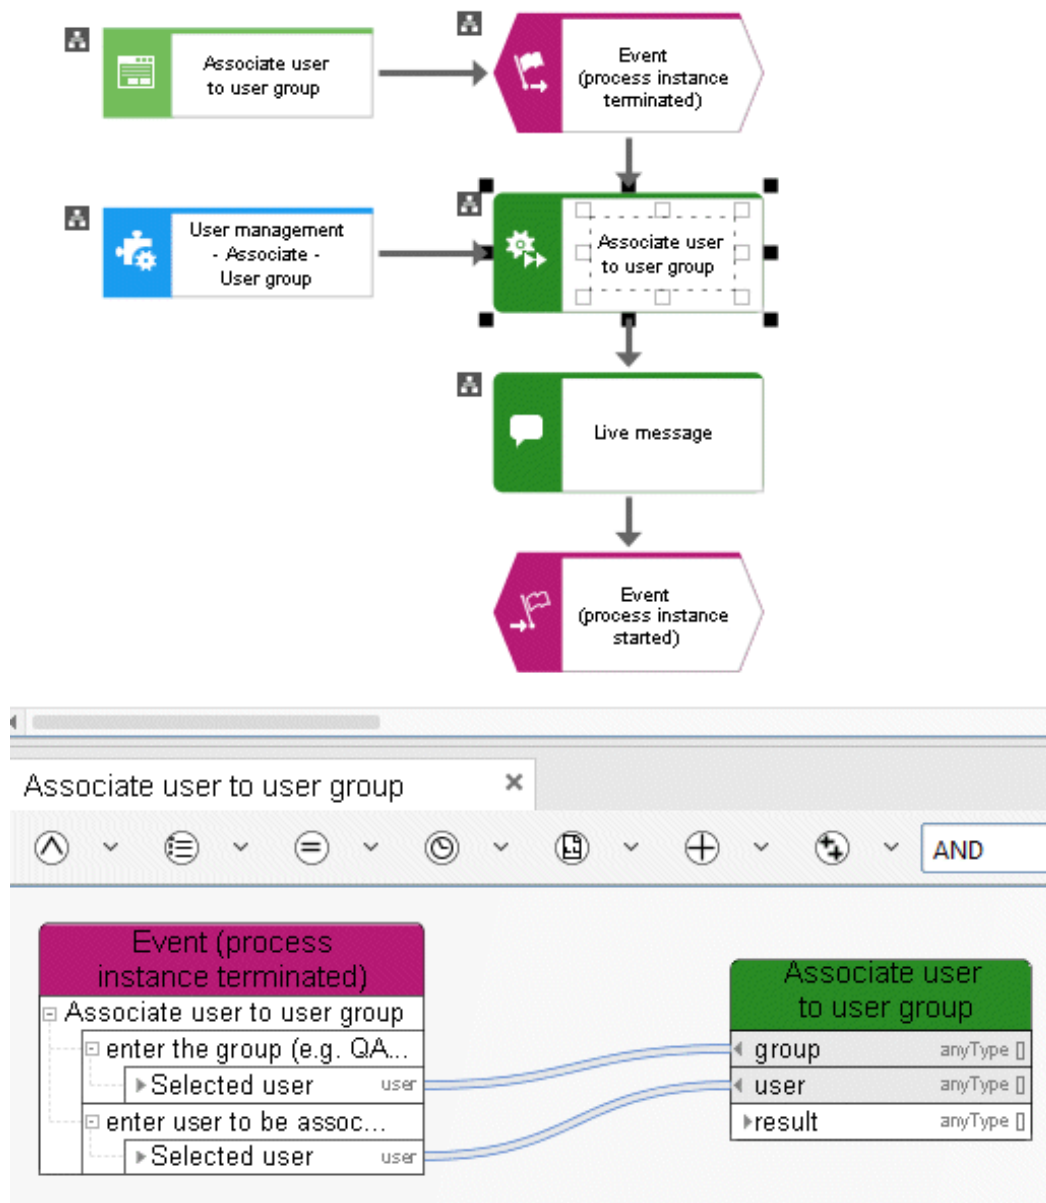 Associate user
to user group
Event
(process instance
terminated)
User management
- Associate -
User group
Associate user
to user group
Live message
Event
(process instance
started)
Associate user to user group
AND
Event (process
instance terminated)
Associate user to user group
enter the group (e.g. QA...
Selected user user
enter user to be assoc...
Selected user user
Associate user
to user group
group anyType []
user anyType []
result anyType []